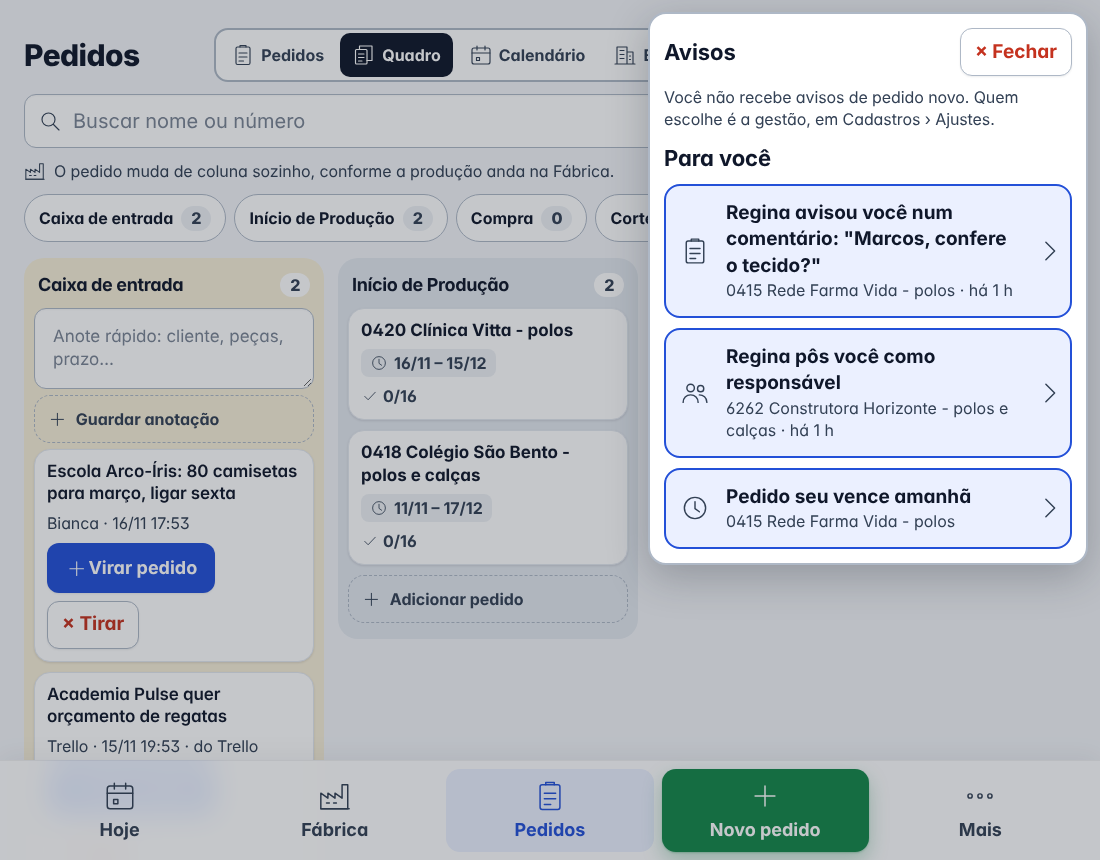 Pedidos
Pedidos
Quadro
Calendário
Buscar nome ou número
O pedido muda de coluna sozinho, conforme a produção anda na Fábrica.
Caixa de entrada 2
Início de Produção 2
Compra 0
Caixa de entrada 2
Anote rápido: cliente, peças,
prazo...
+ Guardar anotação
Escola Arco-Íris: 80 camisetas
para março, ligar sexta
Bianca · 16/11 17:53
+ Virar pedido
× Tirar
Academia Pulse quer
orçamento de regatas
Trello · 15/11 19:53 · do Trello
Início de Produção 2
0420 Clínica Vitta - polos
16/11 – 15/12
0/16
0418 Colégio São Bento -
polos e calças
11/11 – 17/12
0/16
+ Adicionar pedido
Avisos
× Fechar
Você não recebe avisos de pedido novo. Quem
escolhe é a gestão, em Cadastros › Ajustes.
Para você
Regina avisou você num
comentário: "Marcos, confere
o tecido?"
0415 Rede Farma Vida - polos · há 1 h
Regina pôs você como
responsável
6262 Construtora Horizonte - polos e
calças · há 1 h
Pedido seu vence amanhã
0415 Rede Farma Vida - polos
Hoje
Fábrica
Pedidos
Novo pedido
Mais